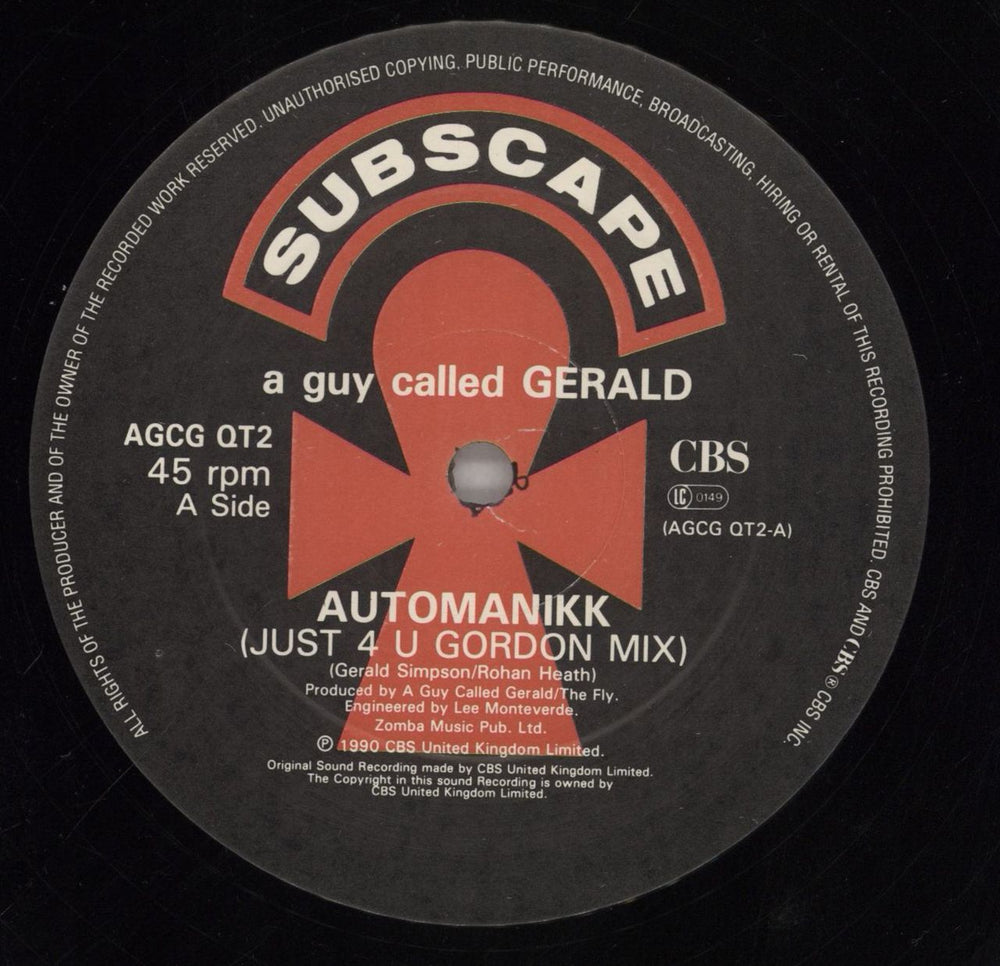 ALL RIGHTS OF THE PRODUCER AND OF THE OWNER OF THE RECORDED WORK RESERVED. UNAUTHORISED COPYING, PUBLIC PERFORMANCE, BROADCASTING, HIRING OR RENTAL OF THIS RECORDING PROHIBITED. CBS AND CBS ® CBS INC.
SUBSCAPE
a guy called GERALD
AGCG QT2
45 rpm
A Side
CBS
LC 0149
(AGCG QT2-A)
AUTOMANIKK
(JUST 4 U GORDON MIX)
(Gerald Simpson/Rohan Heath)
Produced by A Guy Called Gerald/The Fly.
Engineered by Lee Monteverde.
Zomba Music Pub. Ltd.
℗ 1990 CBS United Kingdom Limited.
Original Sound Recording made by CBS United Kingdom Limited.
The Copyright in this sound Recording is owned by
CBS United Kingdom Limited.